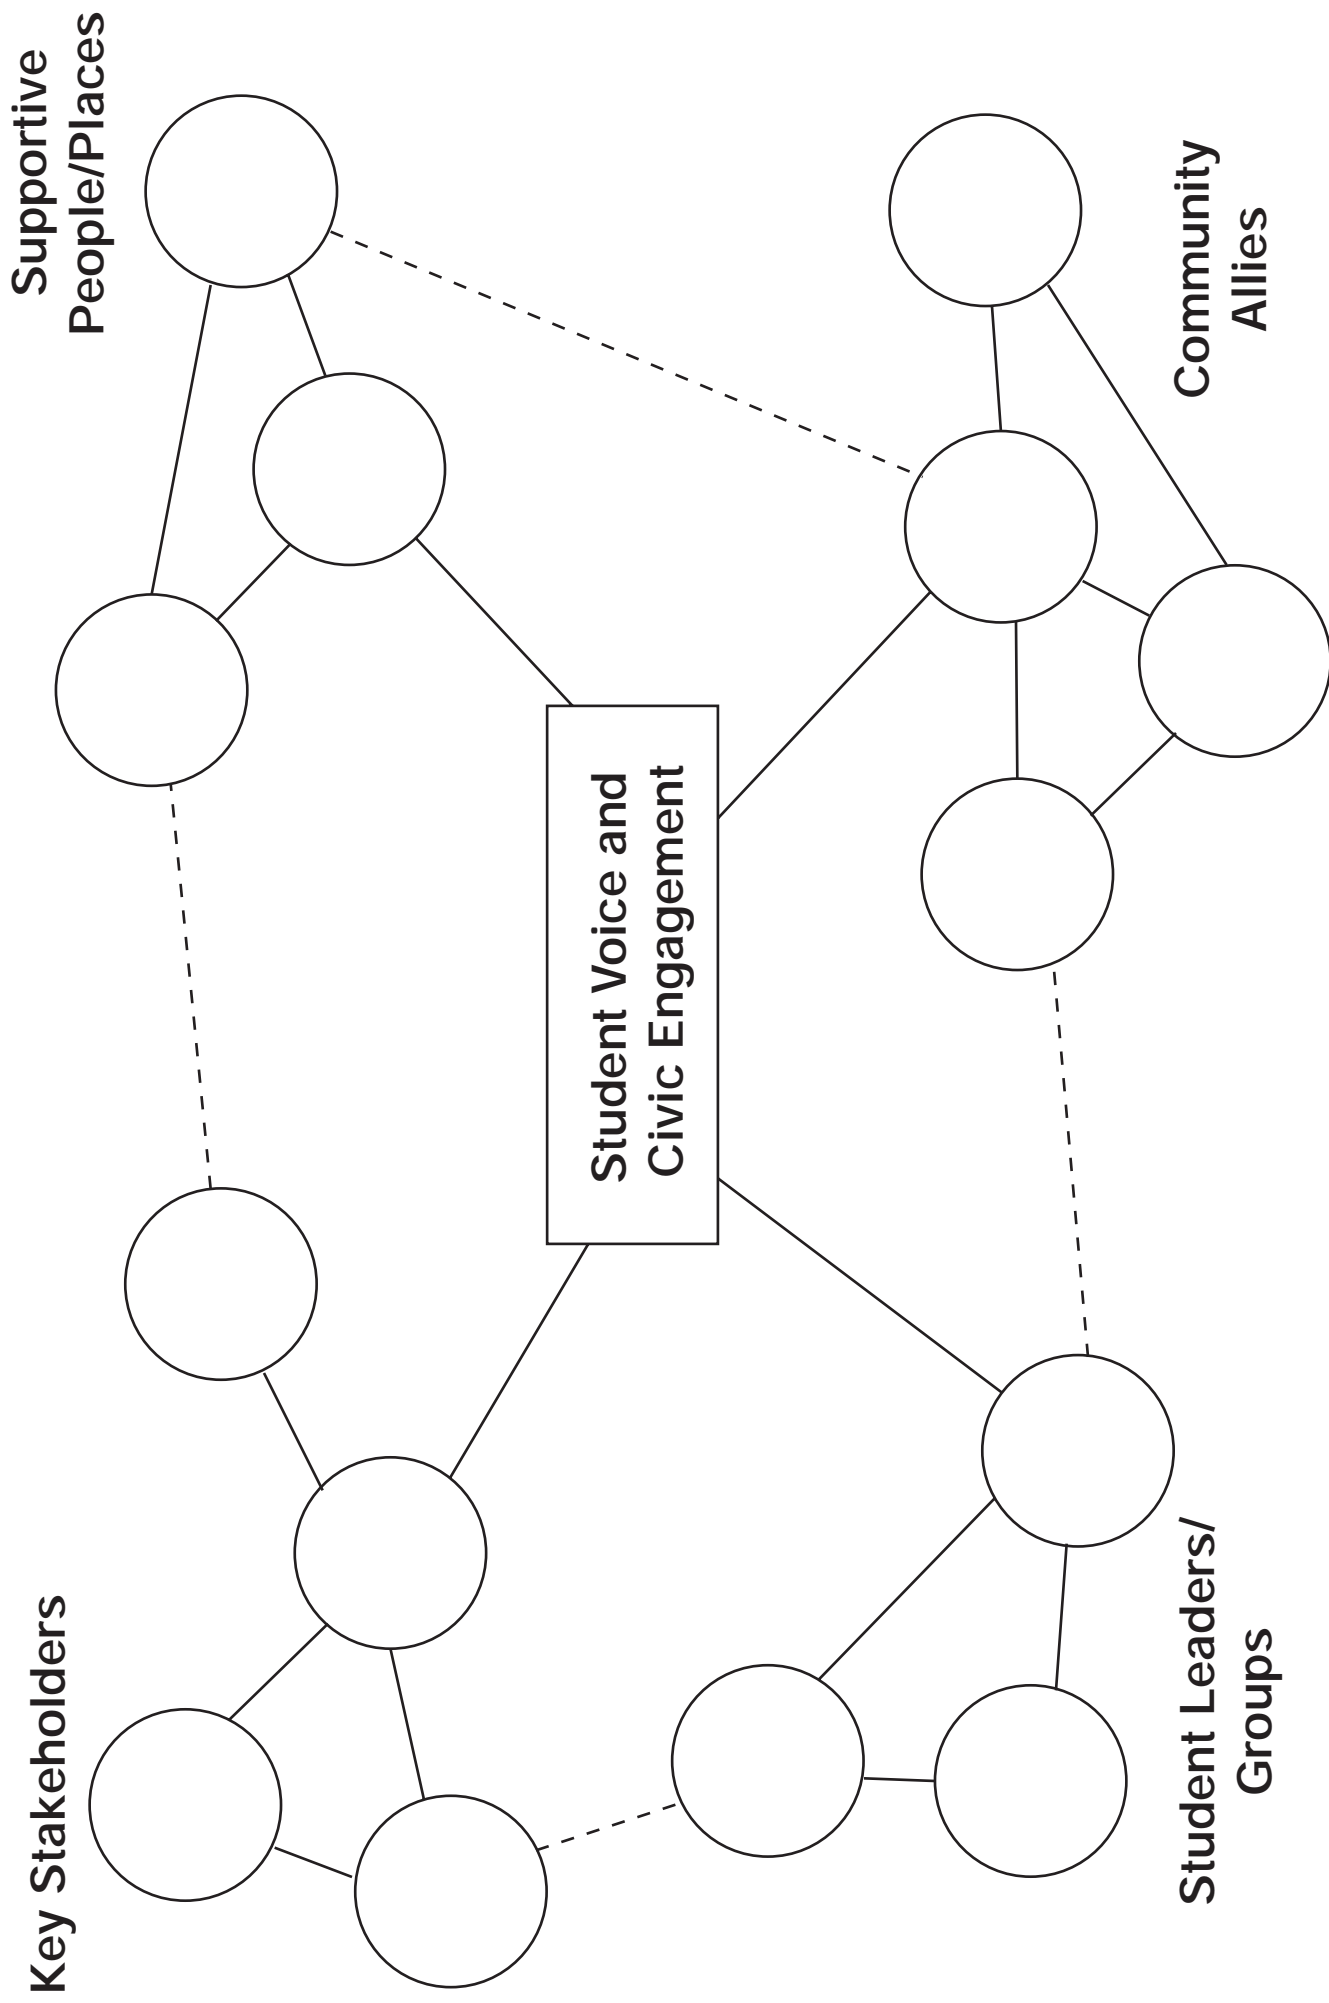 Key Stakeholders
Supportive
People/Places
Student Voice and
Civic Engagement
Student Leaders/
Groups
Community
Allies